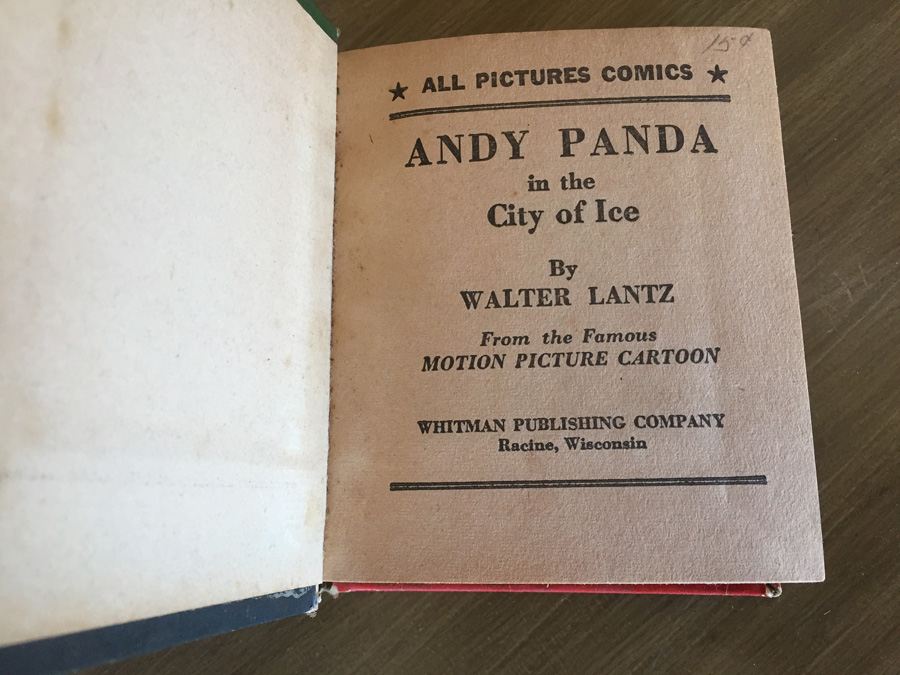 15¢
★ ALL PICTURES COMICS ★
ANDY PANDA
in the
City of Ice
By
WALTER LANTZ
From the Famous
MOTION PICTURE CARTOON
WHITMAN PUBLISHING COMPANY
Racine, Wisconsin